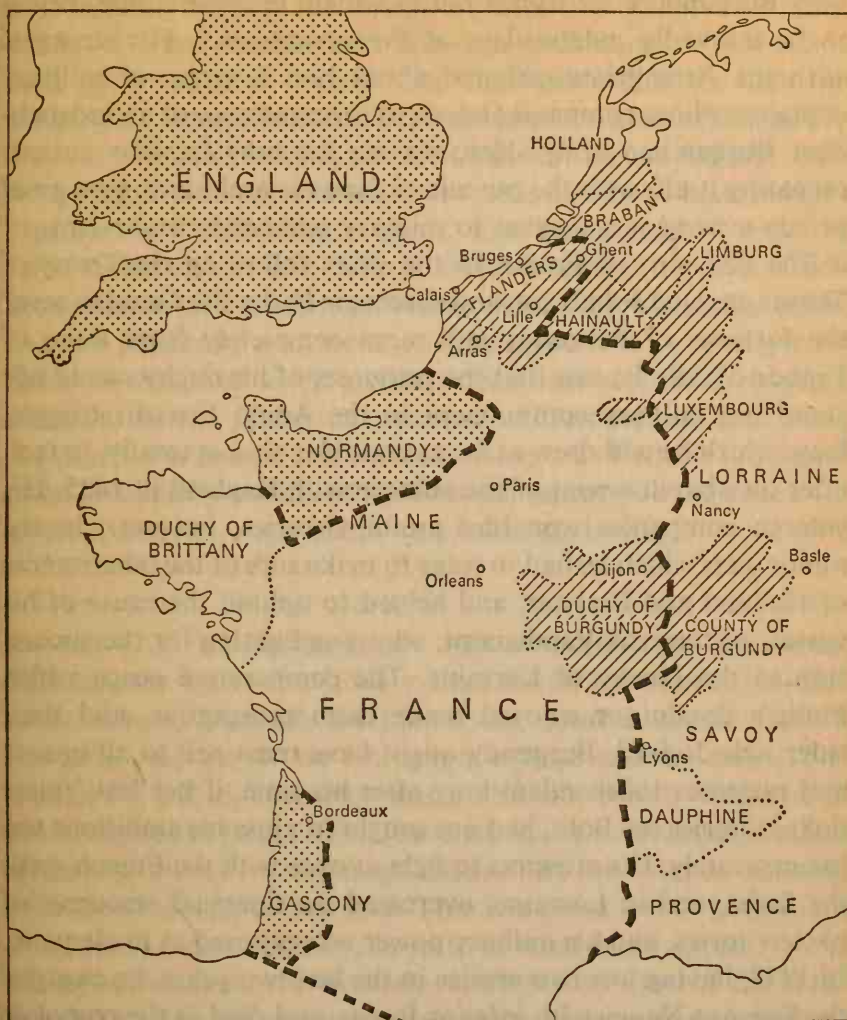 ENGLAND
HOLLAND
BRABANT
Bruges
Ghent
LIMBURG
FLANDERS
Calais
Lille
HAINAULT
Arras
LUXEMBOURG
NORMANDY
Paris
LORRAINE
MAINE
Nancy
DUCHY OF
BRITTANY
Orleans
Dijon
Basle
DUCHY OF
BURGUNDY
COUNTY OF
BURGUNDY
FRANCE
SAVOY
Lyons
DAUPHINE
Bordeaux
GASCONY
PROVENCE